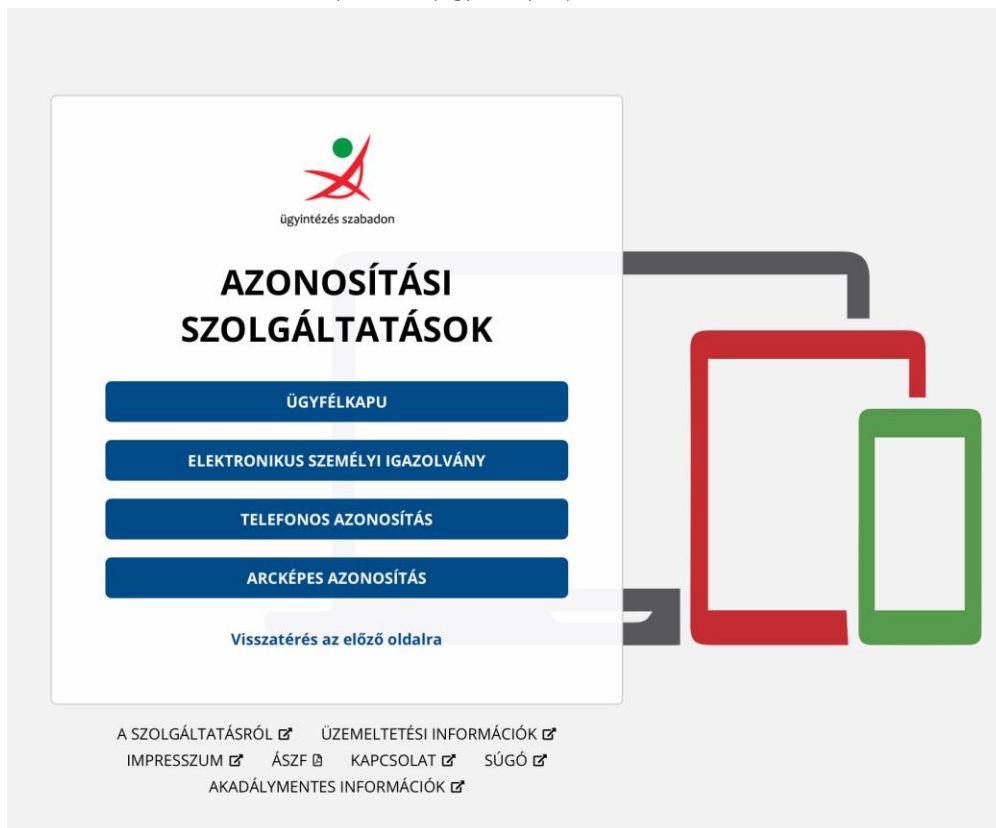 ügyintézés szabadon
AZONOSÍTÁSI
SZOLGÁLTATÁSOK
ÜGYFÉLKAPU
ELEKTRONIKUS SZEMÉLYI IGAZOLVÁNY
TELEFONOS AZONOSÍTÁS
ARCKÉPES AZONOSÍTÁS
Visszatérés az előző oldalra
A SZOLGÁLTATÁSRÓL ÜZEMELTETÉSI INFORMÁCIÓK
IMPRESSZUM ÁSZF KAPCSOLAT SÚGÓ
AKADÁLYMENTES INFORMÁCIÓK